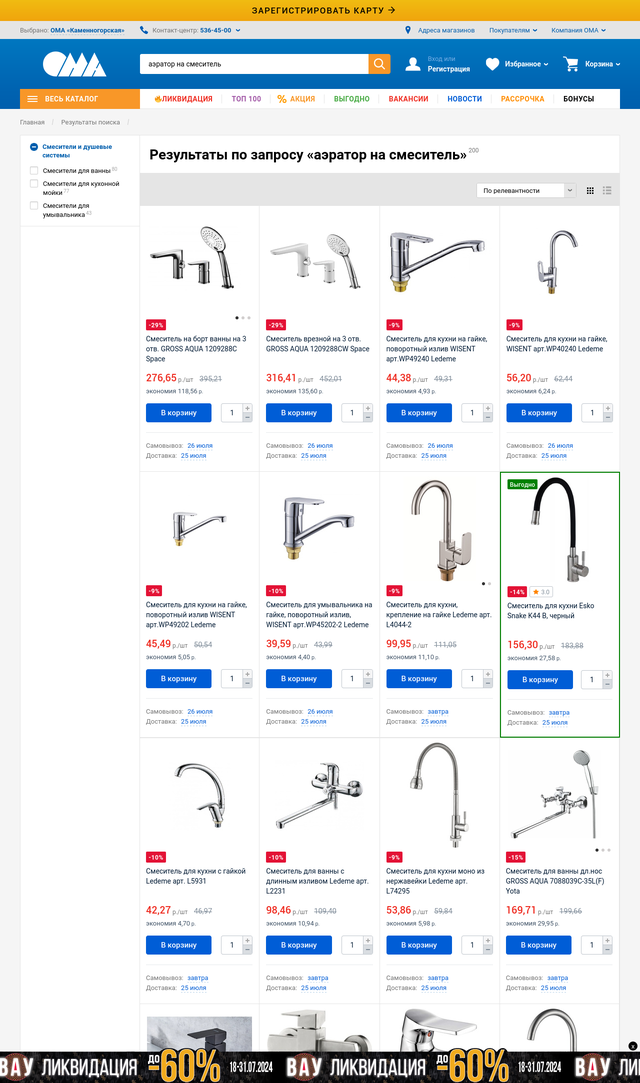 ЗАРЕГИСТРИРОВАТЬ КАРТУ →
Выбрано: ОМА «Каменногорская»
Контакт-центр: 536-45-00
Адреса магазинов
Покупателям
Компания ОМА
ОМА
аэратор на смеситель
Вход или
Регистрация
Избранное
Корзина
ВЕСЬ КАТАЛОГ
ЛИКВИДАЦИЯ
ТОП 100
% АКЦИЯ
ВЫГОДНО
ВАКАНСИИ
НОВОСТИ
РАССРОЧКА
БОНУСЫ
Главная / Результаты поиска /
Смесители и душевые
системы
Смесители для ванны 80
Смесители для кухонной
мойки
Смесители для
умывальника
Результаты по запросу «аэратор на смеситель» 200
По релевантности
-29%
Смеситель на борт ванны на 3
отв. GROSS AQUA 1209288C
Space
276,65 р./шт 395,21
экономия 118,56 р.
В корзину 1 + −
Самовывоз: 26 июля
Доставка: 25 июля
-29%
Смеситель врезной на 3 отв.
GROSS AQUA 1209288CW Space
316,41 р./шт 452,01
экономия 135,60 р.
В корзину 1 + −
Самовывоз: 26 июля
Доставка: 25 июля
-9%
Смеситель для кухни на гайке,
поворотный излив WISENT
арт.WP49240 Ledeme
44,38 р./шт 49,31
экономия 4,93 р.
В корзину 1 + −
Самовывоз: 26 июля
Доставка: 25 июля
-9%
Смеситель для кухни на гайке,
WISENT арт.WP40240 Ledeme
56,20 р./шт 62,44
экономия 6,24 р.
В корзину 1 + −
Самовывоз: 26 июля
Доставка: 25 июля
-9%
Смеситель для кухни на гайке,
поворотный излив WISENT
арт.WP49202 Ledeme
45,49 р./шт 50,54
экономия 5,05 р.
В корзину 1 + −
Самовывоз: 26 июля
Доставка: 25 июля
-10%
Смеситель для умывальника на
гайке, поворотный излив,
WISENT арт.WP45202-2 Ledeme
39,59 р./шт 43,99
экономия 4,40 р.
В корзину 1 + −
Самовывоз: 26 июля
Доставка: 25 июля
-9%
Смеситель для кухни,
крепление на гайке Ledeme арт.
L4044-2
99,95 р./шт 111,05
экономия 11,10 р.
В корзину 1 + −
Самовывоз: завтра
Доставка: 25 июля
Выгодно
-14% ★ 3.0
Смеситель для кухни Esko
Snake K44 B, черный
156,30 р./шт 183,88
экономия 27,58 р.
В корзину 1 + −
Самовывоз: завтра
Доставка: 25 июля
-10%
Смеситель для кухни с гайкой
Ledeme арт. L5931
42,27 р./шт 46,97
экономия 4,70 р.
В корзину 1 + −
Самовывоз: завтра
Доставка: 25 июля
-10%
Смеситель для ванны с
длинным изливом Ledeme арт.
L2231
98,46 р./шт 109,40
экономия 10,94 р.
В корзину 1 + −
Самовывоз: завтра
Доставка: 25 июля
-9%
Смеситель для кухни моно из
нержавейки Ledeme арт.
L74295
53,86 р./шт 59,84
экономия 5,98 р.
В корзину 1 + −
Самовывоз: завтра
Доставка: 25 июля
-15%
Смеситель для ванны дл.нос
GROSS AQUA 7088039C-35L(F)
Yota
169,71 р./шт 199,66
экономия 29,95 р.
В корзину 1 + −
Самовывоз: завтра
Доставка: 25 июля
ВАУ ЛИКВИДАЦИЯ до -60% 18-31.07.2024 ВАУ ЛИКВИДАЦИЯ до -60% 18-31.07.2024 ВАУ ЛИ